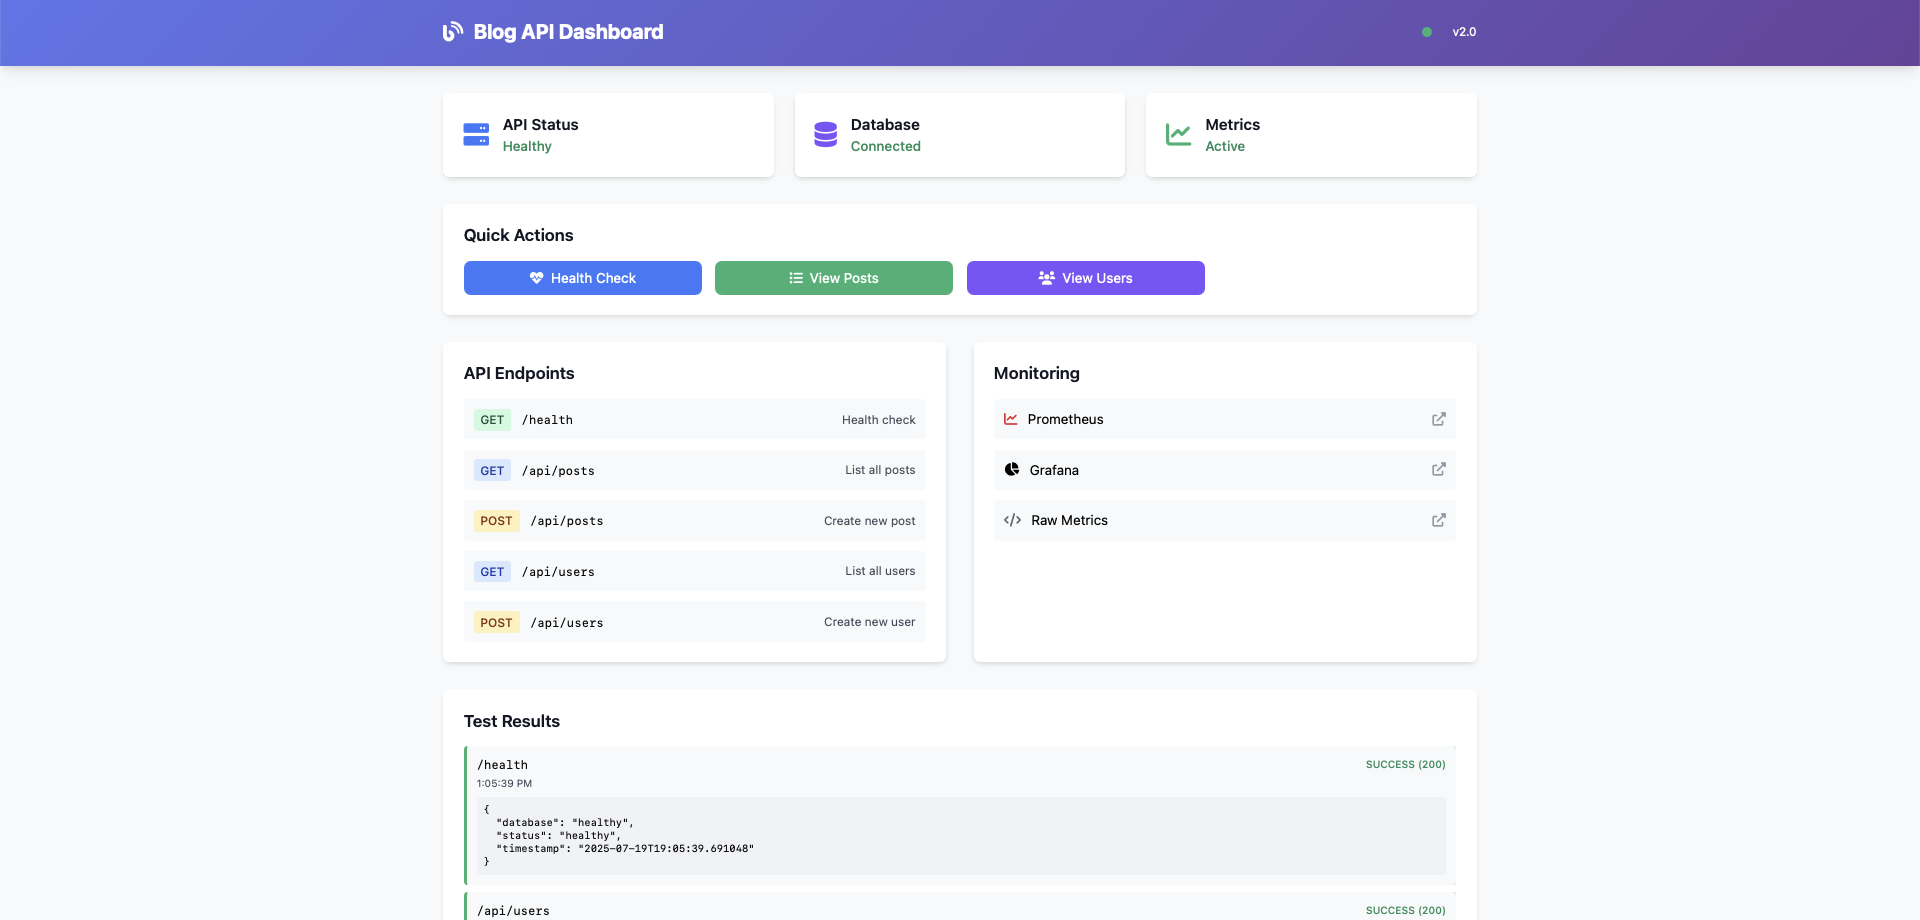 Blog API Dashboard
v2.0
API Status
Healthy
Database
Connected
Metrics
Active
Quick Actions
Health Check
View Posts
View Users
API Endpoints
GET /health Health check
GET /api/posts List all posts
POST /api/posts Create new post
GET /api/users List all users
POST /api/users Create new user
Monitoring
Prometheus
Grafana
Raw Metrics
Test Results
/health SUCCESS (200)
1:05:39 PM
{
"database": "healthy",
"status": "healthy",
"timestamp": "2025-07-19T19:05:39.691048"
}
/api/users SUCCESS (200)